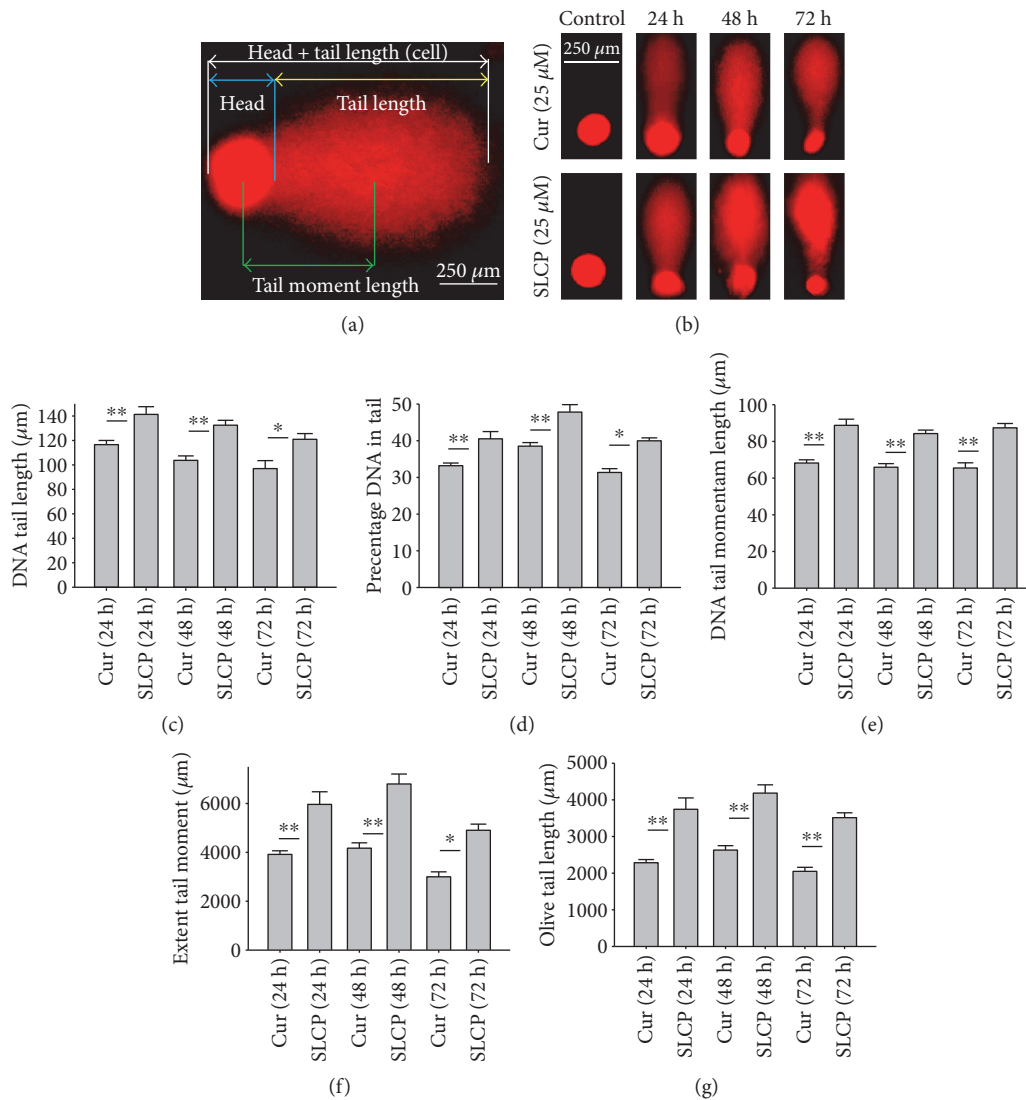 Head + tail length (cell)
Head
Tail length
Tail moment length
250 μm
(a)
Control
24 h
48 h
72 h
250 μm
Cur (25 μM)
SLCP (25 μM)
(b)
DNA tail length (μm)
140
120
100
80
60
40
20
0
**
**
*
Cur (24 h)
SLCP (24 h)
Cur (48 h)
SLCP (48 h)
Cur (72 h)
SLCP (72 h)
(c)
Precentage DNA in tail
50
40
30
20
10
0
**
**
*
Cur (24 h)
SLCP (24 h)
Cur (48 h)
SLCP (48 h)
Cur (72 h)
SLCP (72 h)
(d)
DNA tail momentam length (μm)
100
80
60
40
20
0
**
**
**
Cur (24 h)
SLCP (24 h)
Cur (48 h)
SLCP (48 h)
Cur (72 h)
SLCP (72 h)
(e)
Extent tail moment (μm)
6000
4000
2000
0
**
**
*
Cur (24 h)
SLCP (24 h)
Cur (48 h)
SLCP (48 h)
Cur (72 h)
SLCP (72 h)
(f)
Olive tail length (μm)
5000
4000
3000
2000
1000
0
**
**
**
Cur (24 h)
SLCP (24 h)
Cur (48 h)
SLCP (48 h)
Cur (72 h)
SLCP (72 h)
(g)